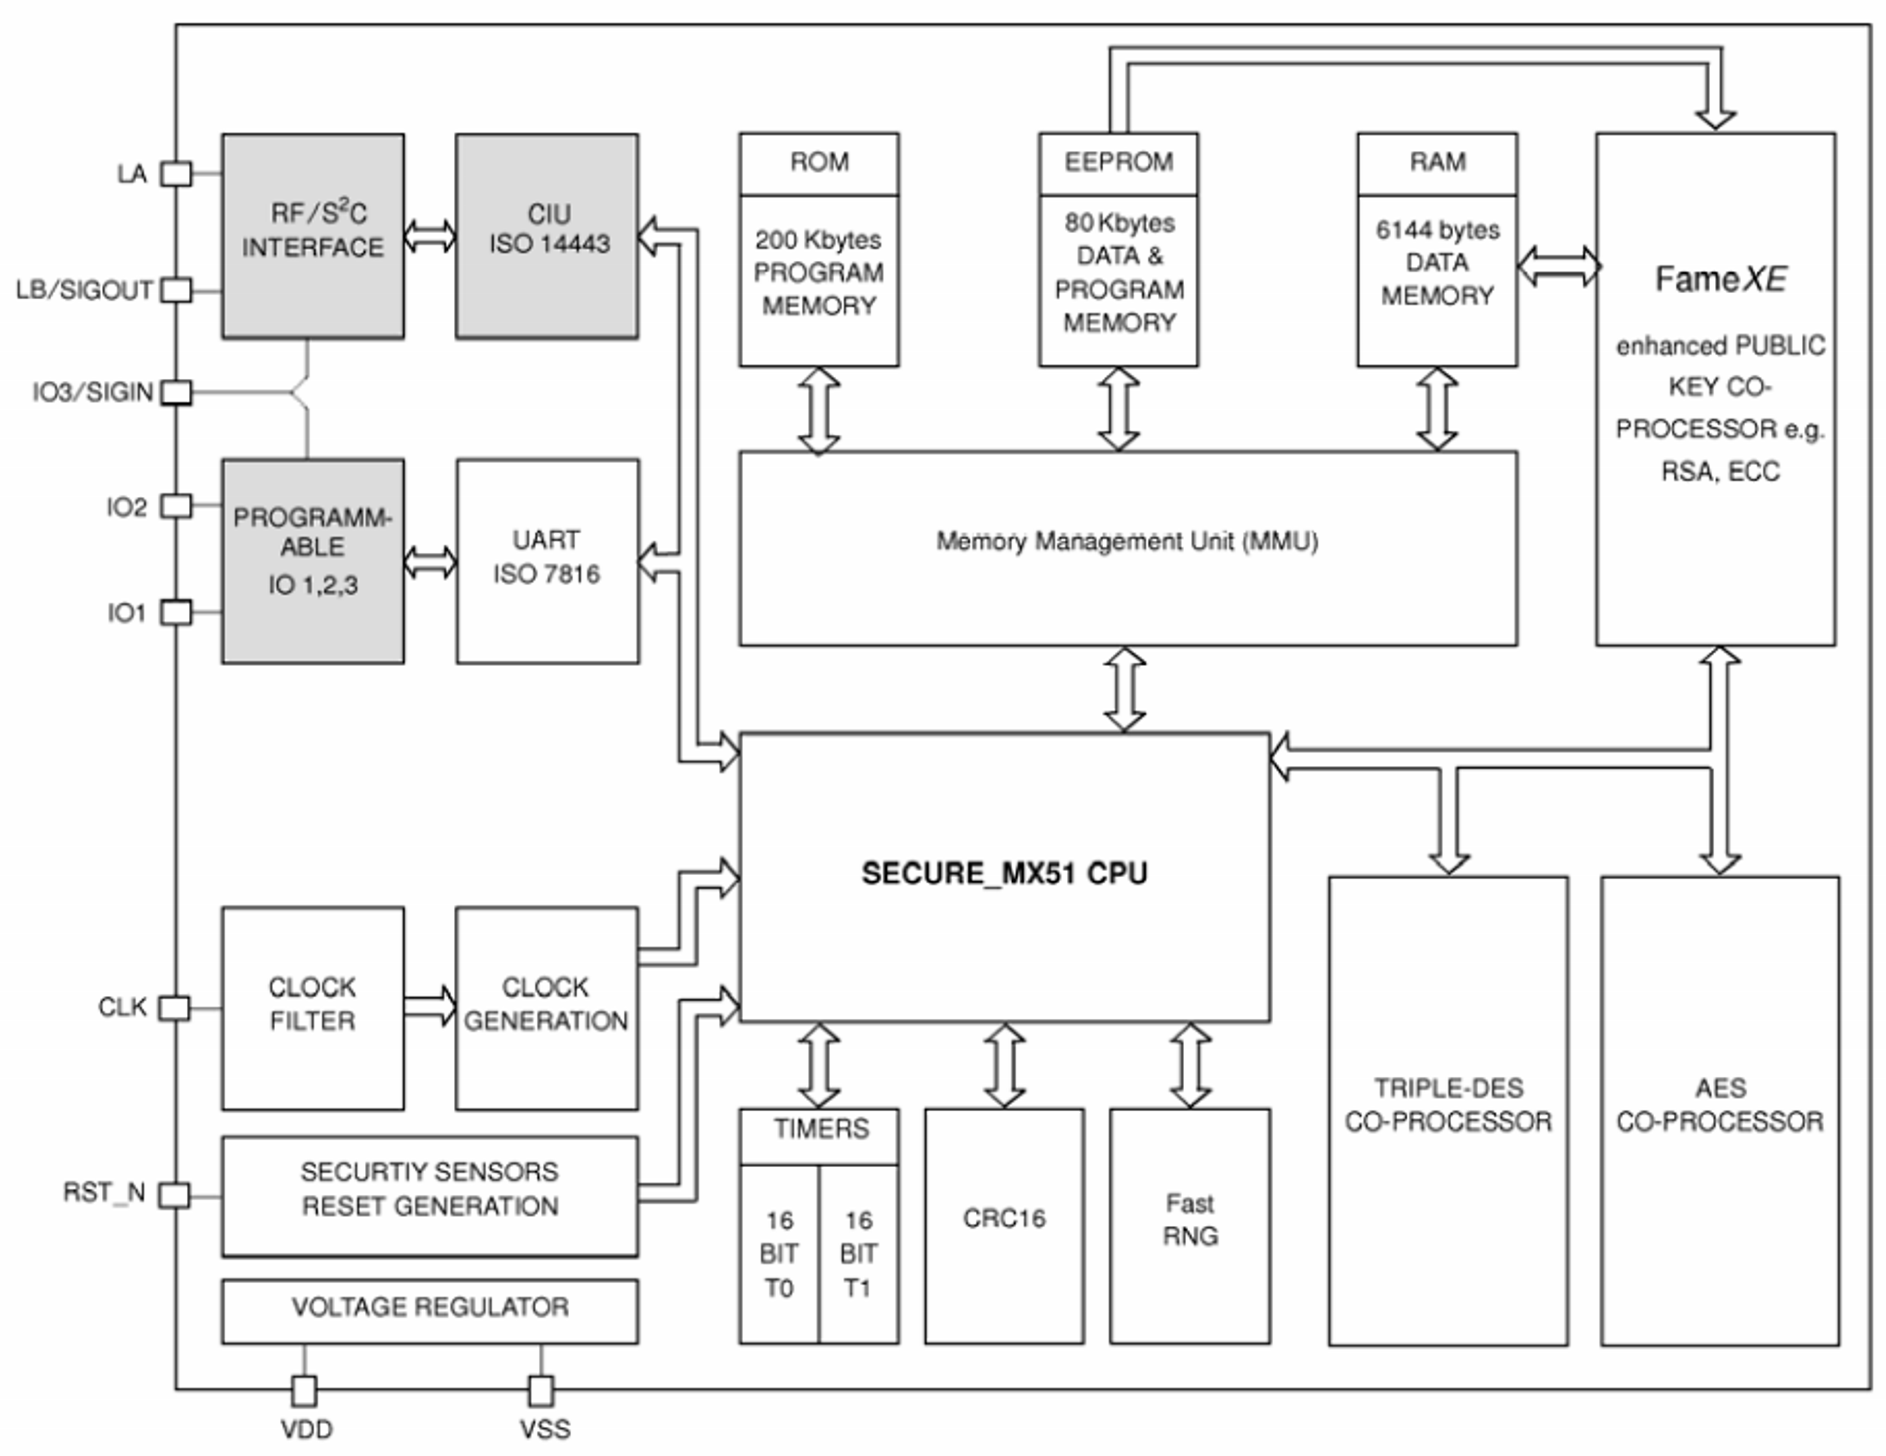 LA
LB/SIGOUT
IO3/SIGIN
IO2
IO1
CLK
RST_N
VDD
VSS
RF/S²C
INTERFACE
CIU
ISO 14443
PROGRAMM-
ABLE
IO 1,2,3
UART
ISO 7816
CLOCK
FILTER
CLOCK
GENERATION
SECURTIY SENSORS
RESET GENERATION
VOLTAGE REGULATOR
ROM
200 Kbytes
PROGRAM
MEMORY
EEPROM
80 Kbytes
DATA &
PROGRAM
MEMORY
RAM
6144 bytes
DATA
MEMORY
FameXE
enhanced PUBLIC
KEY CO-
PROCESSOR e.g.
RSA, ECC
Memory Management Unit (MMU)
SECURE_MX51 CPU
TIMERS
16
BIT
T0
16
BIT
T1
CRC16
Fast
RNG
TRIPLE-DES
CO-PROCESSOR
AES
CO-PROCESSOR